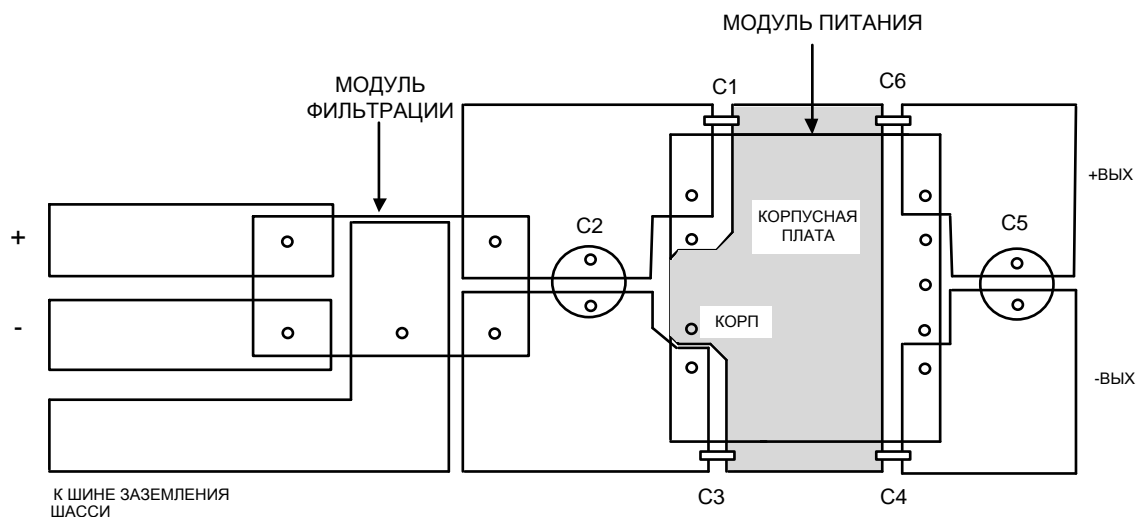 МОДУЛЬ ПИТАНИЯ
МОДУЛЬ
ФИЛЬТРАЦИИ
C1
C6
+ВЫХ
КОРПУСНАЯ
ПЛАТА
C2
C5
+
-
КОРП
-ВЫХ
К ШИНЕ ЗАЗЕМЛЕНИЯ
ШАССИ
C3
C4